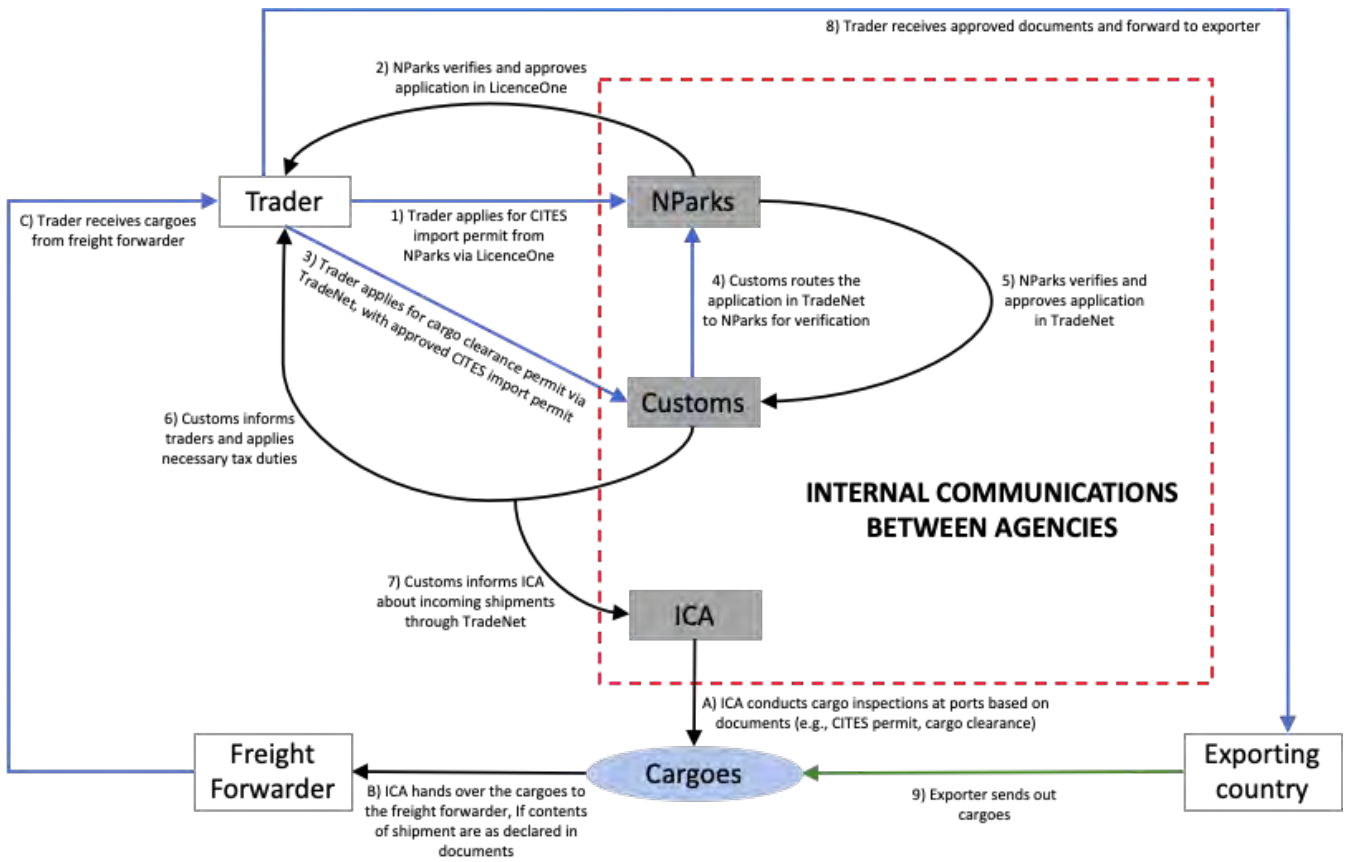 8) Trader receives approved documents and forward to exporter
2) NParks verifies and approves
application in LicenceOne
Trader
NParks
C) Trader receives cargoes
from freight forwarder
1) Trader applies for CITES
import permit from
NParks via LicenceOne
3) Trader applies for cargo clearance permit via
TradeNet, with approved CITES import permit
4) Customs routes the
application in TradeNet
to NParks for verification
5) NParks verifies and
approves application
in TradeNet
Customs
6) Customs informs
traders and applies
necessary tax duties
INTERNAL COMMUNICATIONS
BETWEEN AGENCIES
7) Customs informs ICA
about incoming shipments
through TradeNet
ICA
A) ICA conducts cargo inspections at ports based on
documents (e.g., CITES permit, cargo clearance)
Freight
Forwarder
Cargoes
Exporting
country
B) ICA hands over the cargoes to
the freight forwarder, If contents
of shipment are as declared in
documents
9) Exporter sends out
cargoes